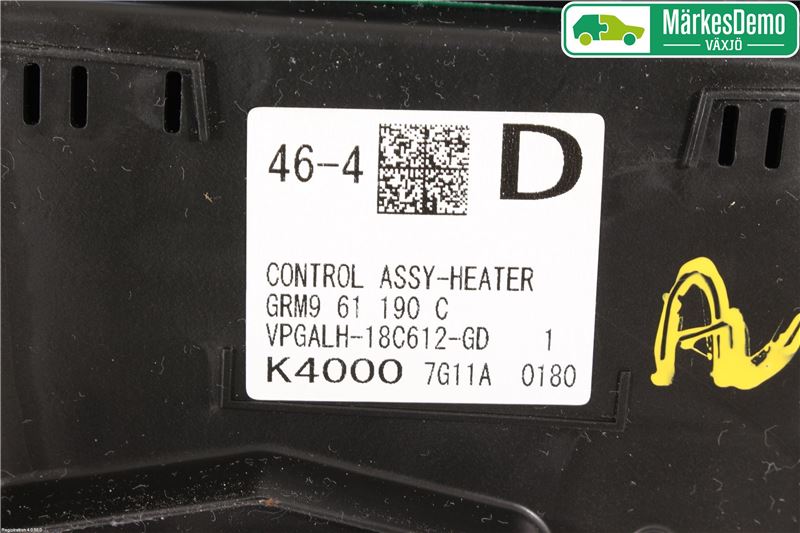 MärkesDemo
VÄXJÖ
46-4
D
CONTROL ASSY-HEATER
GRM9 61 190 C
VPGALH-18C612-GD 1
K4000 7G11A 0180
A